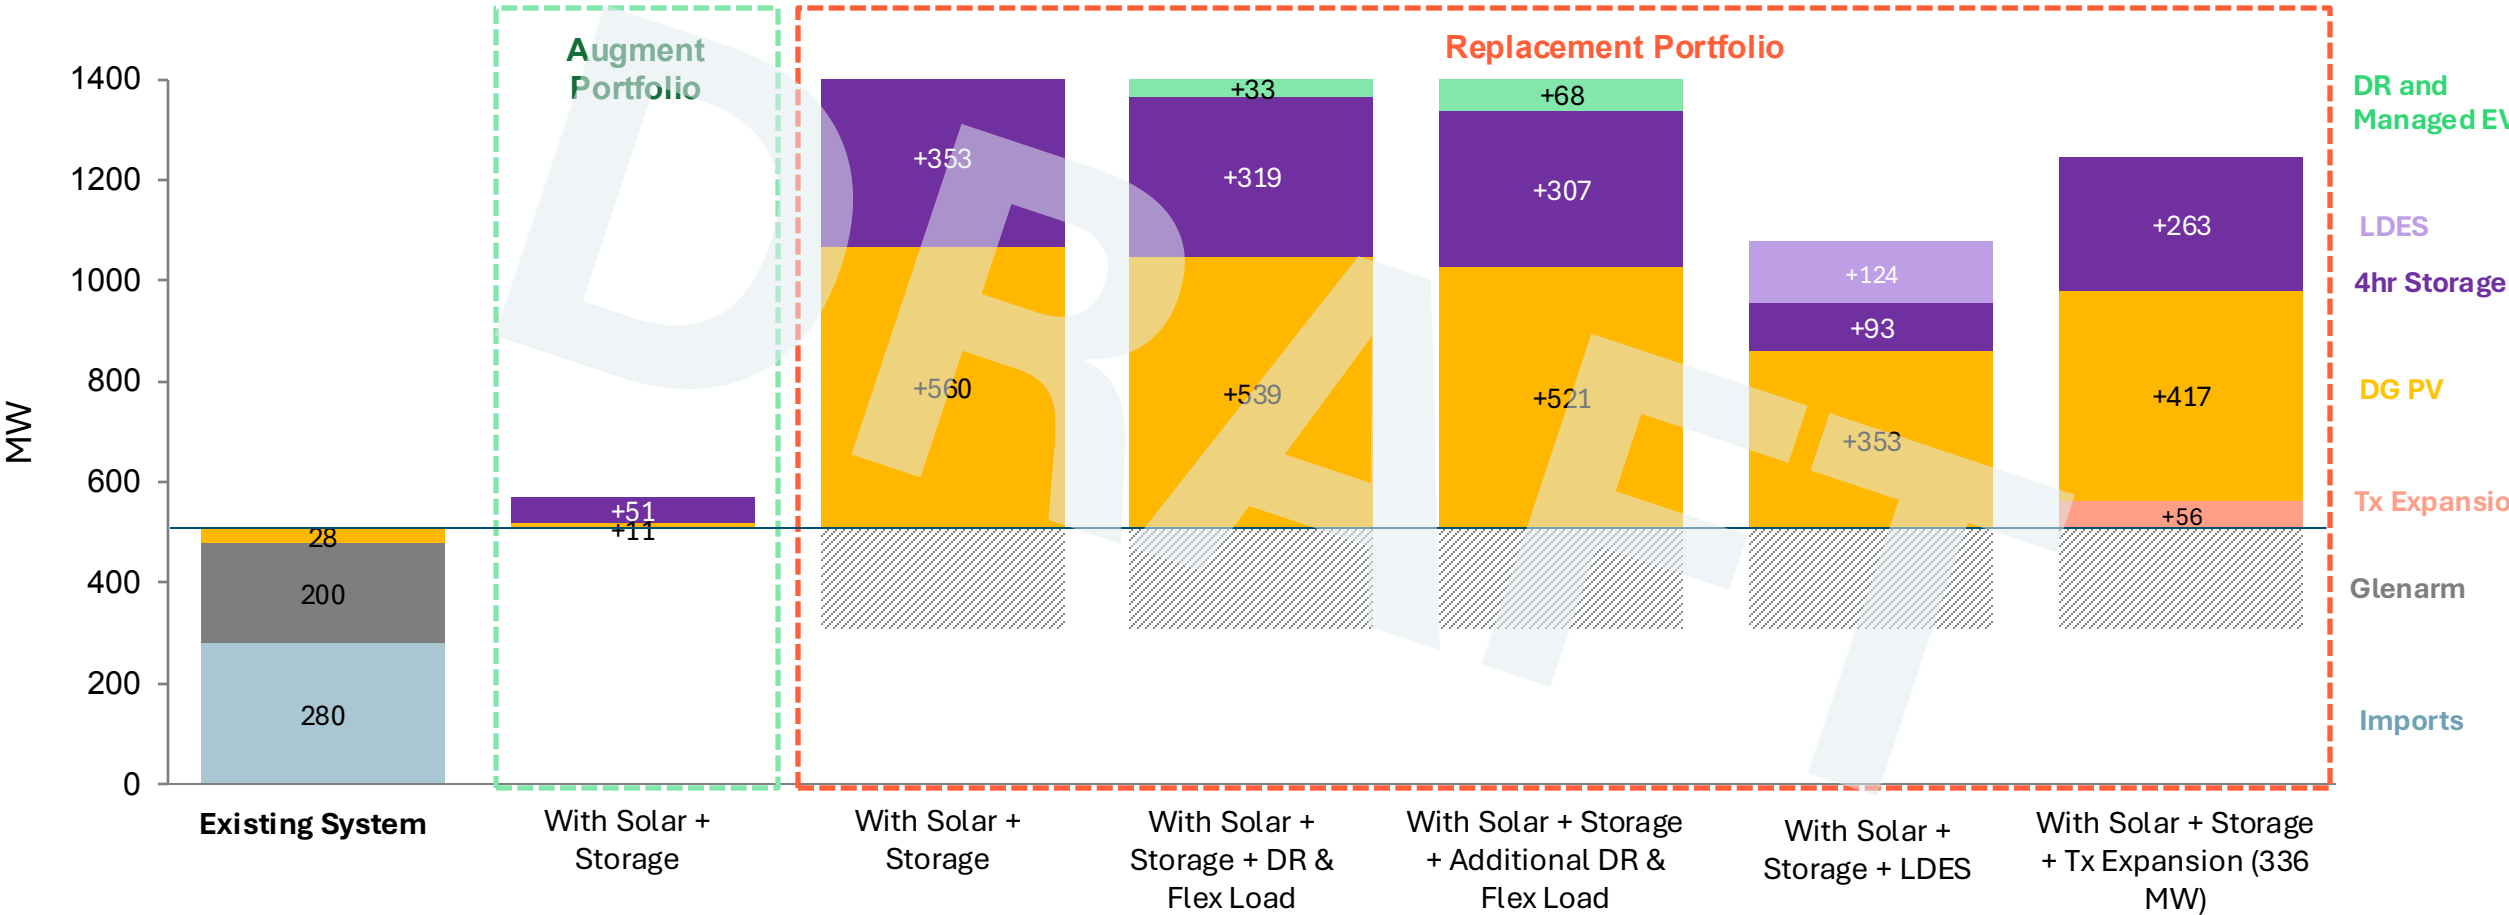 Augment
Portfolio
Replacement Portfolio
MW
1400
1200
1000
800
600
400
200
0
28
200
280
+51
+11
+353
+560
+33
+319
+539
+68
+307
+521
+124
+93
+353
+263
+417
+56
DR and
Managed EV
LDES
4hr Storage
DG PV
Tx Expansio
Glenarm
Imports
Existing System
With Solar +
Storage
With Solar +
Storage
With Solar +
Storage + DR &
Flex Load
With Solar + Storage
+ Additional DR &
Flex Load
With Solar +
Storage + LDES
With Solar + Storage
+ Tx Expansion (336
MW)
DRAFT